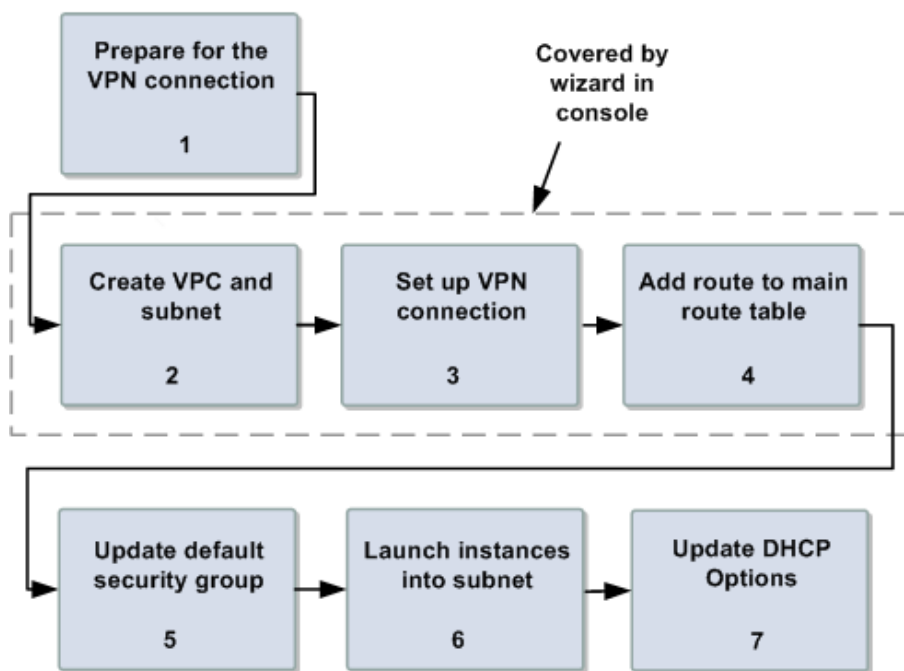 Prepare for the
VPN connection
1
Covered by
wizard in
console
Create VPC and
subnet
2
Set up VPN
connection
3
Add route to main
route table
4
Update default
security group
5
Launch instances
into subnet
6
Update DHCP
Options
7